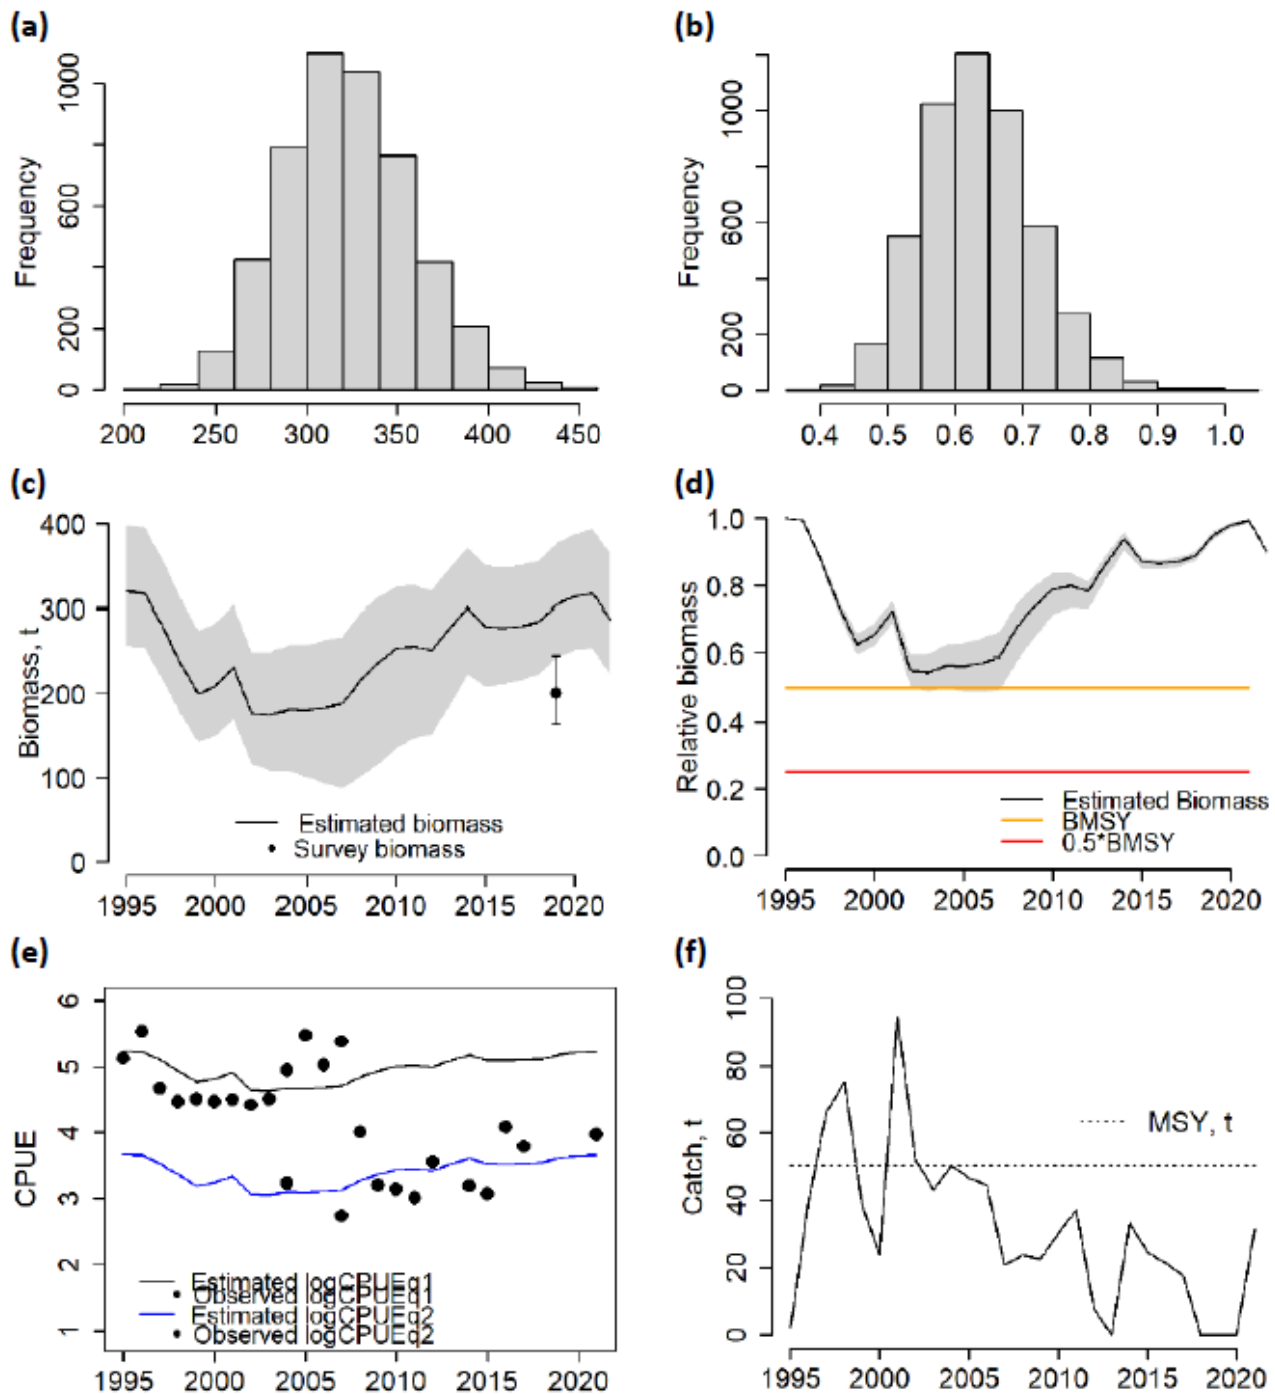 (a)
(b)
Frequency
0 200 600 1000
200 250 300 350 400 450
Frequency
0 200 600 1000
0.4 0.5 0.6 0.7 0.8 0.9 1.0
(c)
(d)
Biomass, t
0 100 200 300 400
Estimated biomass
Survey biomass
1995 2000 2005 2010 2015 2020
Relative biomass
0.0 0.2 0.4 0.6 0.8 1.0
Estimated Biomass
BMSY
0.5*BMSY
1995 2000 2005 2010 2015 2020
(e)
(f)
CPUE
1 2 3 4 5 6
Estimated logCPUEq1
Observed logCPUEq1
Estimated logCPUEq2
Observed logCPUEq2
1995 2000 2005 2010 2015 2020
Catch, t
0 20 40 60 80 100
MSY, t
1995 2000 2005 2010 2015 2020